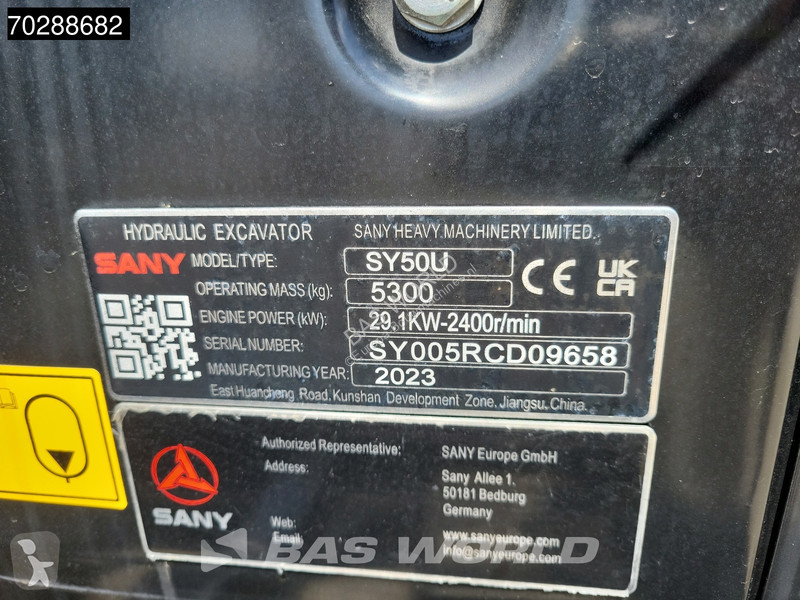 70288682
HYDRAULIC EXCAVATOR SANY HEAVY MACHINERY LIMITED.
SANY MODEL/TYPE: SY50U CE UK CA
OPERATING MASS (kg): 5300
ENGINE POWER (kW): 29.1KW-2400r/min
SERIAL NUMBER: SY005RCD09658
MANUFACTURING YEAR: 2023
East Huancheng Road, Kunshan Development Zone, Jiangsu, China.
Authorized Representative: SANY Europe GmbH
Address: Sany Allee 1,
50181 Bedburg
Germany
SANY
Web: www.sanyeurope.com
Email: info@sanyeurope.com
BAS WORLD